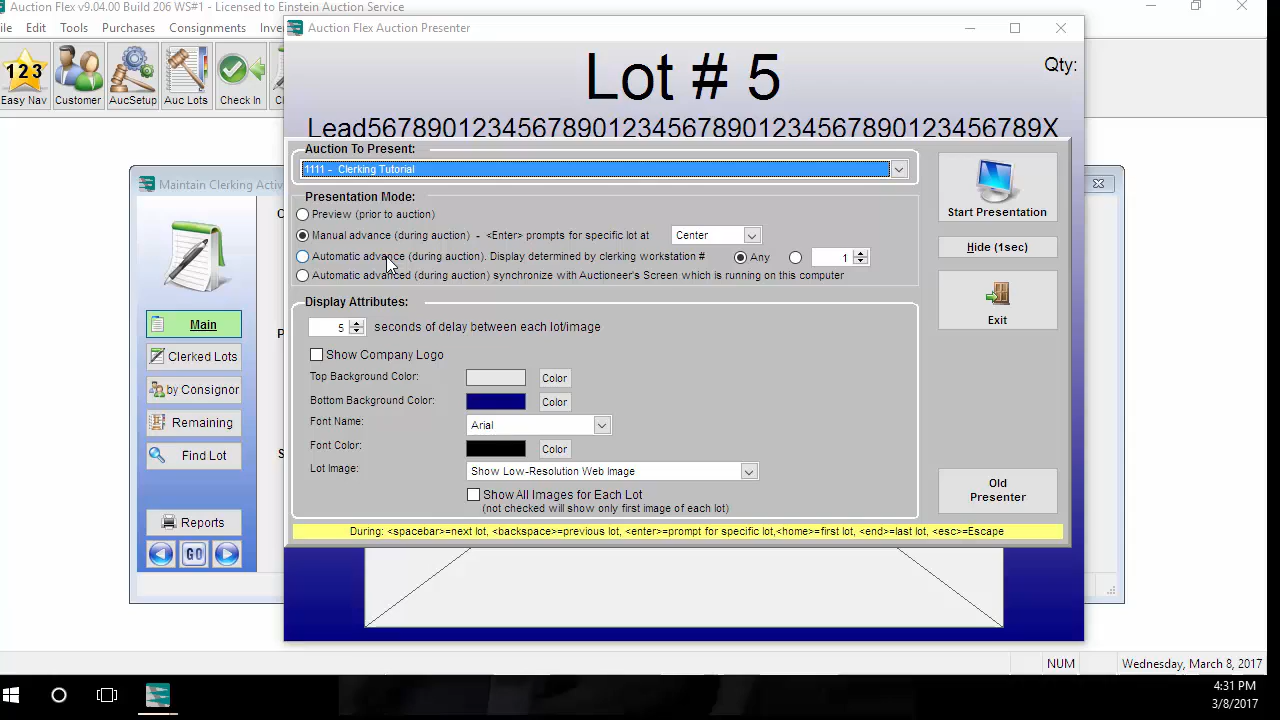 Auction Flex v9.04.00 Build 206 WS#1 - Licensed to Einstein Auction Service
Auction Flex Auction Presenter
Edit Tools Purchases Consignments
123
Easy Nav Customer AucSetup Auc Lots Check In
Lot # 5
Qty:
Lead567890123456789012345678901234567890123456789X
Auction To Present:
1111 - Clerking Tutorial
Presentation Mode:
Preview (prior to auction)
Manual advance (during auction) - <Enter> prompts for specific lot at Center
Automatic advance (during auction). Display determined by clerking workstation # Any 1
Automatic advanced (during auction) synchronize with Auctioneer's Screen which is running on this computer
Display Attributes:
5 seconds of delay between each lot/image
Show Company Logo
Top Background Color: Color
Bottom Background Color: Color
Font Name: Arial
Font Color: Color
Lot Image: Show Low-Resolution Web Image
Show All Images for Each Lot
(not checked will show only first image of each lot)
During: <spacebar>=next lot, <backspace>=previous lot, <enter>=prompt for specific lot,<home>=first lot, <end>=last lot, <esc>=Escape
Start Presentation
Hide (1sec)
Exit
Old
Presenter
Maintain Clerking
Main
Clerked Lots
by Consignor
Remaining
Find Lot
Reports
GO
NUM Wednesday, March 8, 2017
4:31 PM
3/8/2017